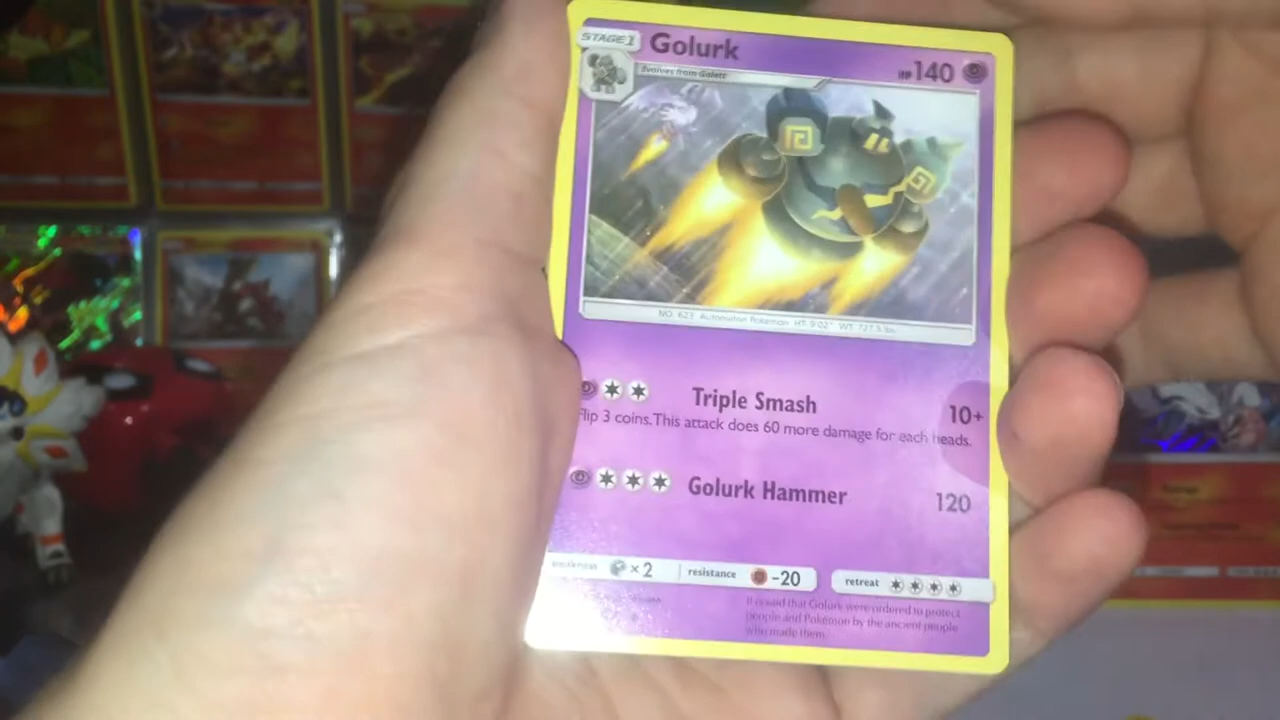 STAGE 1
Golurk
HP 140
Evolves from Golett
NO. 623 Automaton Pokémon HT: 9'02" WT: 727.5 lbs.
Triple Smash 10+
Flip 3 coins. This attack does 60 more damage for each heads.
Golurk Hammer 120
weakness ×2 resistance -20 retreat
It is said that Golurk were ordered to protect
people and Pokémon by the ancient people
who made them.